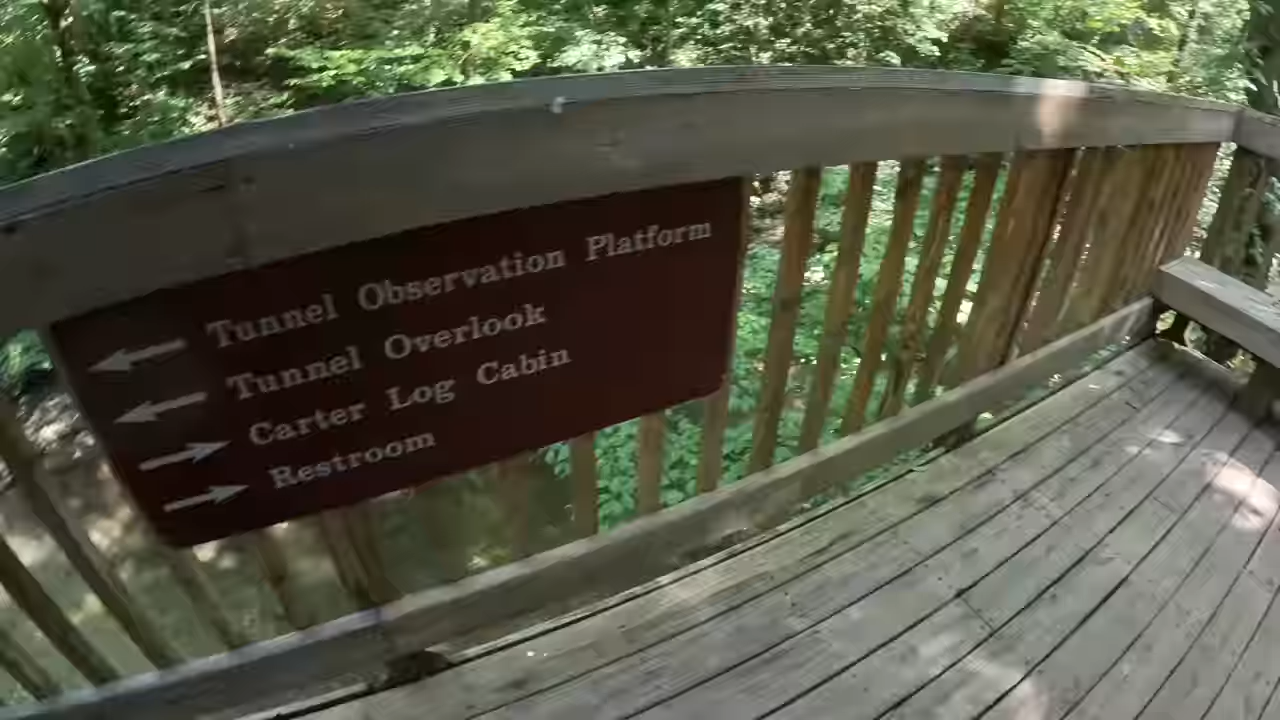 Tunnel Observation Platform
Tunnel Overlook
Carter Log Cabin
Restroom